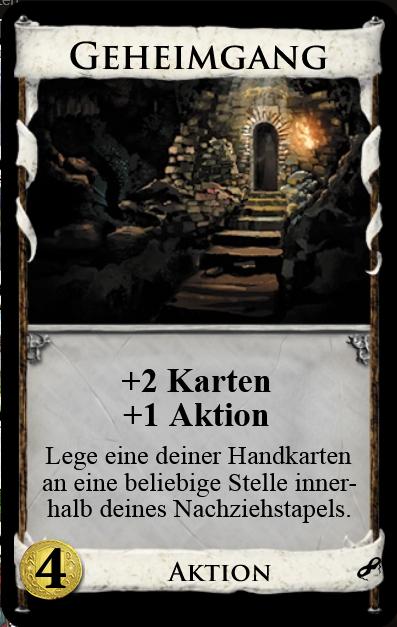 GEHEIMGANG
+2 Karten
+1 Aktion
Lege eine deiner Handkarten
an eine beliebige Stelle inner-
halb deines Nachziehstapels.
4
AKTION